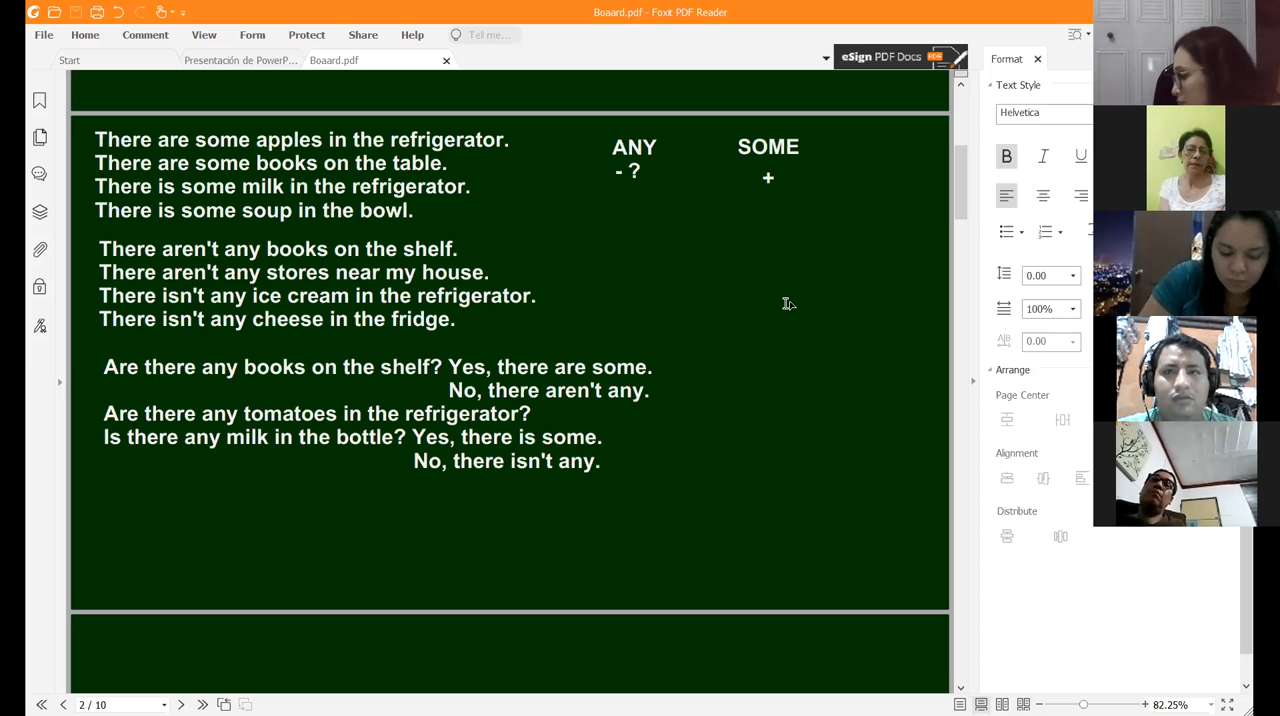 Boaard.pdf - Foxit PDF Reader
File Home Comment View Form Protect Share Help Tell me...
Start Presentación de PowerP... Boaard.pdf eSign PDF Docs PDF
Format
Text Style
Helvetica
B I U
0.00
100%
0.00
Arrange
Page Center
Alignment
Distribute
There are some apples in the refrigerator.
There are some books on the table.
There is some milk in the refrigerator.
There is some soup in the bowl.
ANY
- ?
SOME
+
There aren't any books on the shelf.
There aren't any stores near my house.
There isn't any ice cream in the refrigerator.
There isn't any cheese in the fridge.
Are there any books on the shelf? Yes, there are some.
No, there aren't any.
Are there any tomatoes in the refrigerator?
Is there any milk in the bottle? Yes, there is some.
No, there isn't any.
2 / 10
82.25%